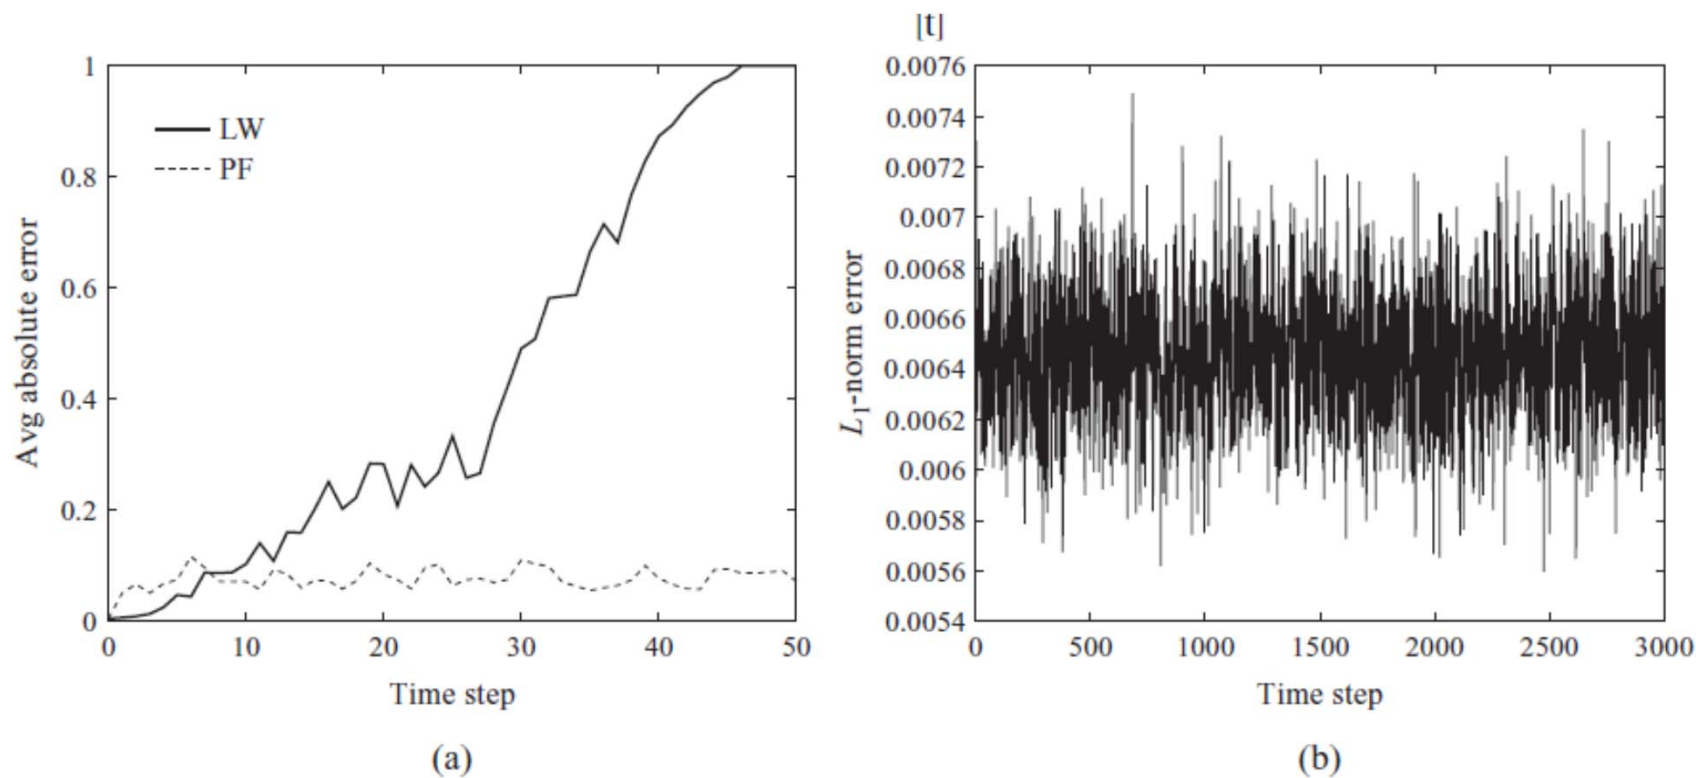 [t]
1
0.8
0.6
0.4
0.2
0
Avg absolute error
LW
PF
0 10 20 30 40 50
Time step
(a)
0.0076
0.0074
0.0072
0.007
0.0068
0.0066
0.0064
0.0062
0.006
0.0058
0.0056
0.0054
L₁-norm error
0 500 1000 1500 2000 2500 3000
Time step
(b)